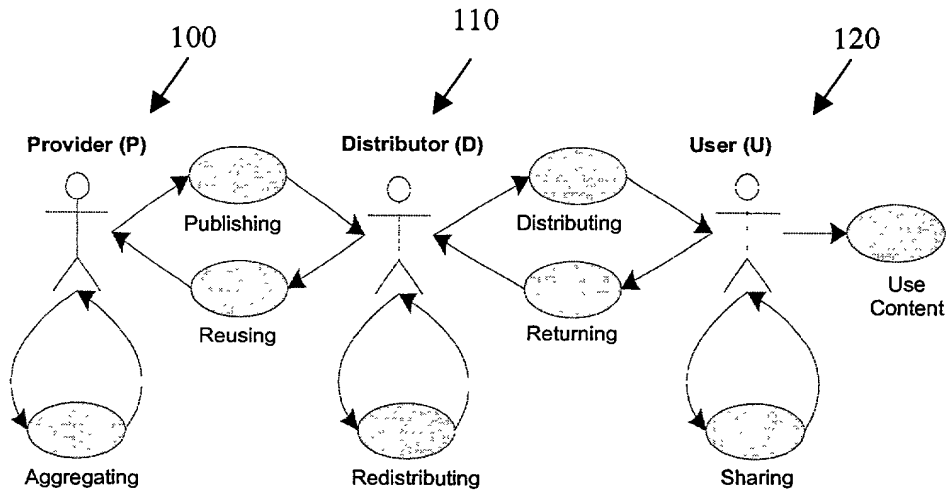 100
110
120
Provider (P)
Distributor (D)
User (U)
Publishing
Distributing
Reusing
Returning
Use
Content
Aggregating
Redistributing
Sharing